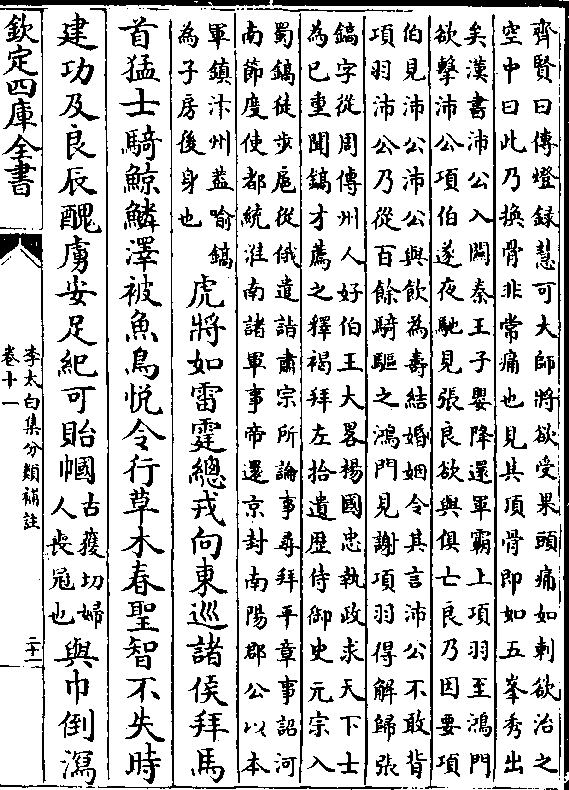 齊賢曰傳燈録慧可大師將欲受果頭痛如刺欲治之
空中曰此乃換骨非常痛也見其頂骨即如五峯秀出
矣漢書沛公入關秦王子嬰降還軍霸上項羽至鴻門
欲擊沛公項伯遂夜馳見張良欲與俱亡良乃因要項
伯見沛公沛公與飲為壽結婚姻令其言沛公不敢背
項羽沛公乃從百餘騎驅之鴻門見謝項羽得解歸張
鎬字從周傳州人好伯王大畧楊國忠執政求天下士
為已重聞鎬才薦之釋褐拜左拾遺歴侍御史元宗入
蜀鎬徒步扈從俄遣詣肅宗所論事尋拜平章事詔河
南節度使都統淮南諸軍事帝還京封南陽郡公以本
軍鎮汴州蓋喻鎬
為子房後身也
虎將如雷霆總戎向東巡諸侯拜馬
首猛士騎鯨鱗澤被魚鳥悦令行草木春聖智不失時
建功及良辰醜虜安足紀可貽幗古獲切婦人喪冠也與巾倒瀉
欽定四庫全書
李太白集分類補註
卷十一
二十一